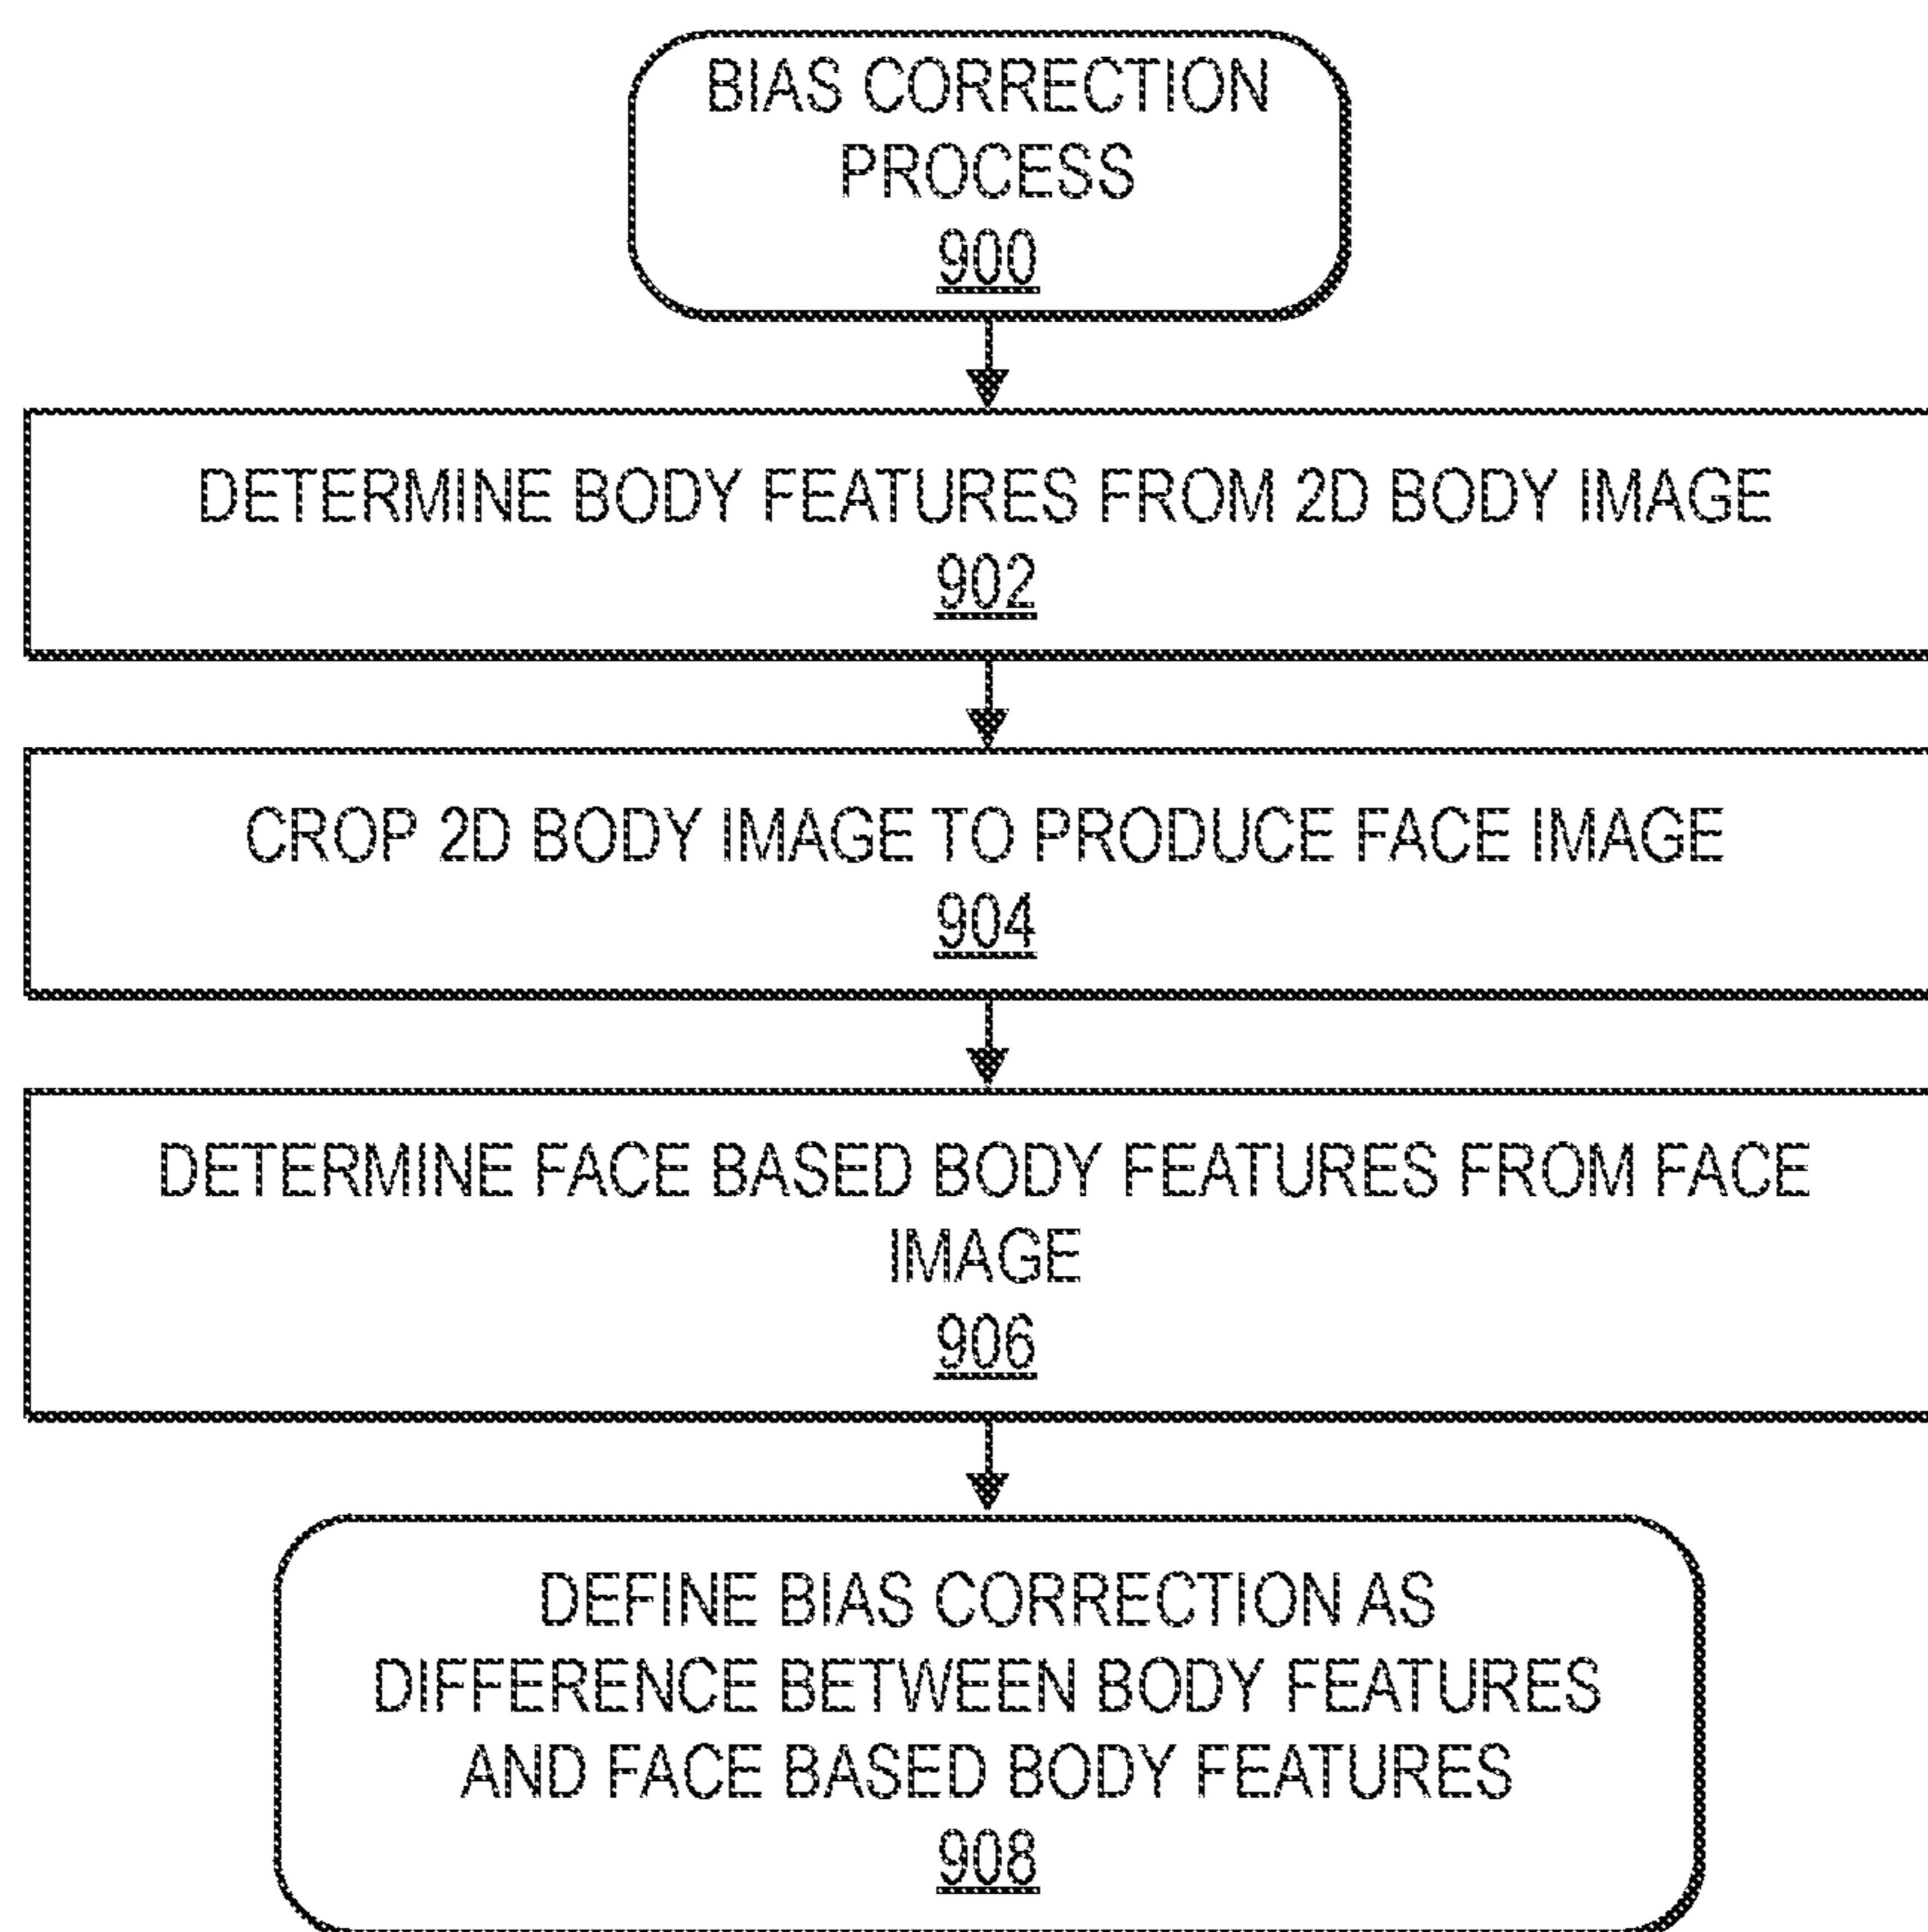 BIAS CORRECTION
PROCESS
900
DETERMINE BODY FEATURES FROM 2D BODY IMAGE
902
CROP 2D BODY IMAGE TO PRODUCE FACE IMAGE
904
DETERMINE FACE BASED BODY FEATURES FROM FACE
IMAGE
906
DEFINE BIAS CORRECTION AS
DIFFERENCE BETWEEN BODY FEATURES
AND FACE BASED BODY FEATURES
908